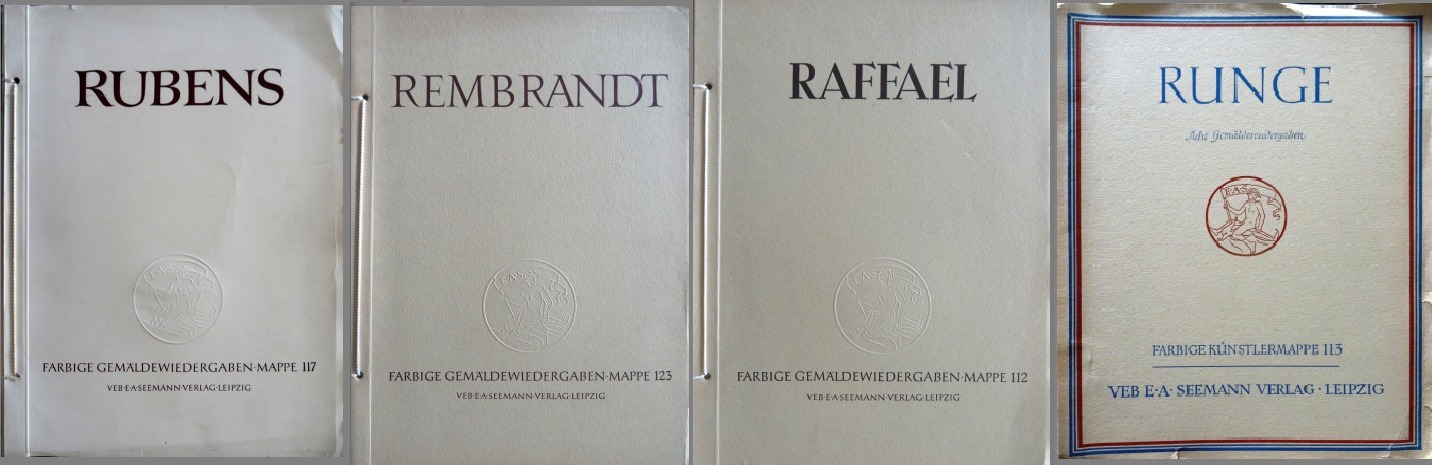 RUBENS
FARBIGE GEMÄLDEWIEDERGABEN·MAPPE 117
VEB·E·A·SEEMANN·VERLAG·LEIPZIG
REMBRANDT
EAS
FARBIGE GEMÄLDEWIEDERGABEN·MAPPE 123
VEB·E·A·SEEMANN·VERLAG·LEIPZIG
RAFFAEL
EAS
FARBIGE GEMÄLDEWIEDERGABEN·MAPPE 112
VEB·E·A·SEEMANN·VERLAG·LEIPZIG
RUNGE
Acht Gemäldewiedergaben
EAS
FARBIGE KÜNSTLERMAPPE 113
VEB E·A· SEEMANN VERLAG · LEIPZIG